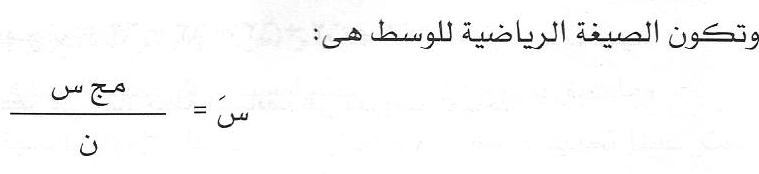 وتكون الصيغة الرياضية للوسط هى:
مج س
سَ =
ن